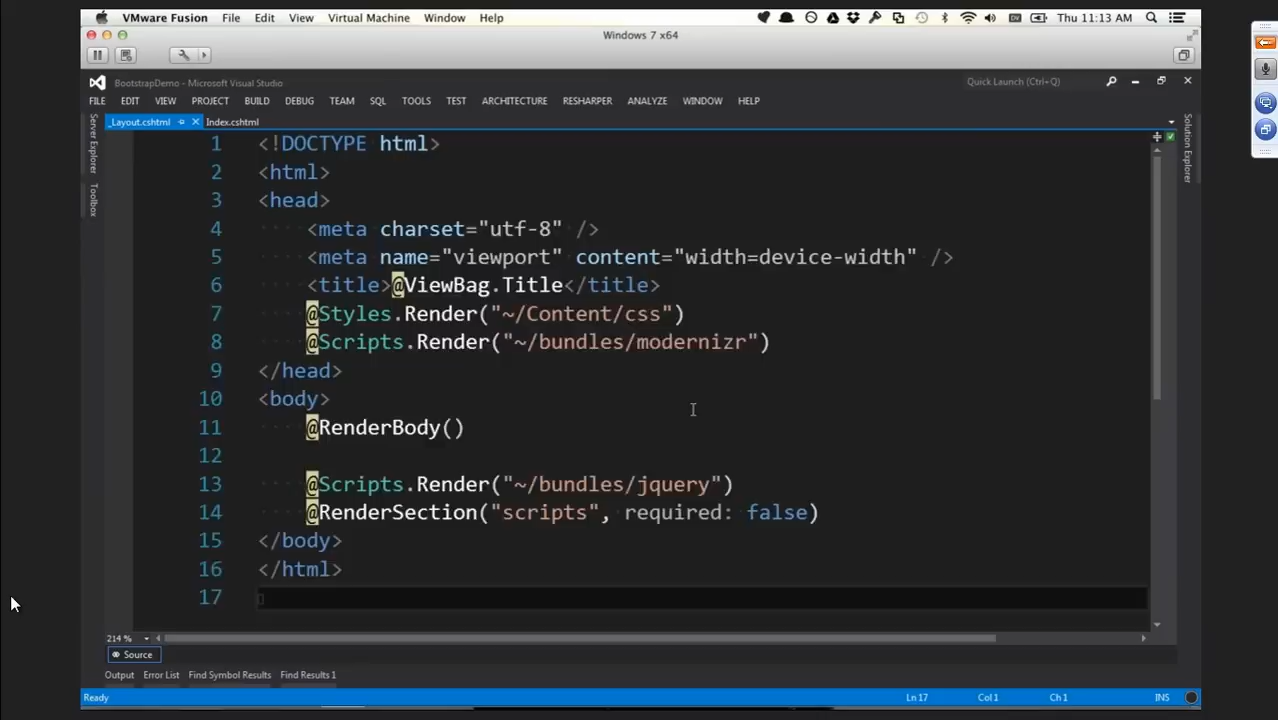 VMware Fusion File Edit View Virtual Machine Window Help Thu 11:13 AM
Windows 7 x64
BootstrapDemo - Microsoft Visual Studio Quick Launch (Ctrl+Q)
FILE EDIT VIEW PROJECT BUILD DEBUG TEAM SQL TOOLS TEST ARCHITECTURE RESHARPER ANALYZE WINDOW HELP
_Layout.cshtml Index.cshtml
Server Explorer
Toolbox
Solution Explorer
1 <!DOCTYPE html>
2 <html>
3 <head>
4 <meta charset="utf-8" />
5 <meta name="viewport" content="width=device-width" />
6 <title>@ViewBag.Title</title>
7 @Styles.Render("~/Content/css")
8 @Scripts.Render("~/bundles/modernizr")
9 </head>
10 <body>
11 @RenderBody()
12
13 @Scripts.Render("~/bundles/jquery")
14 @RenderSection("scripts", required: false)
15 </body>
16 </html>
17
214 %
Source
Output Error List Find Symbol Results Find Results 1
Ready Ln 17 Col 1 Ch 1 INS